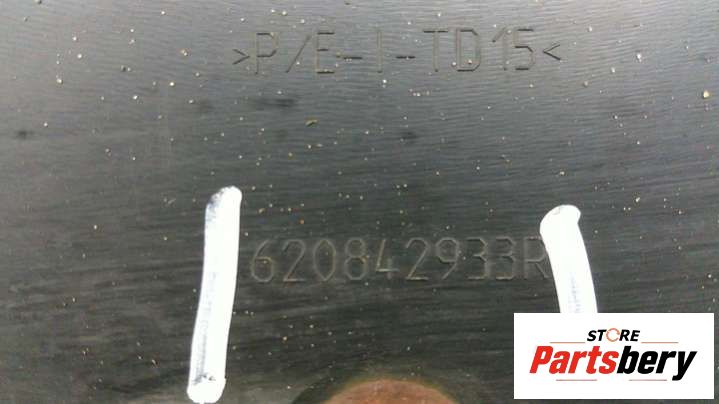 >P/E-I-TD15<
620842933R
STORE
Partsbery